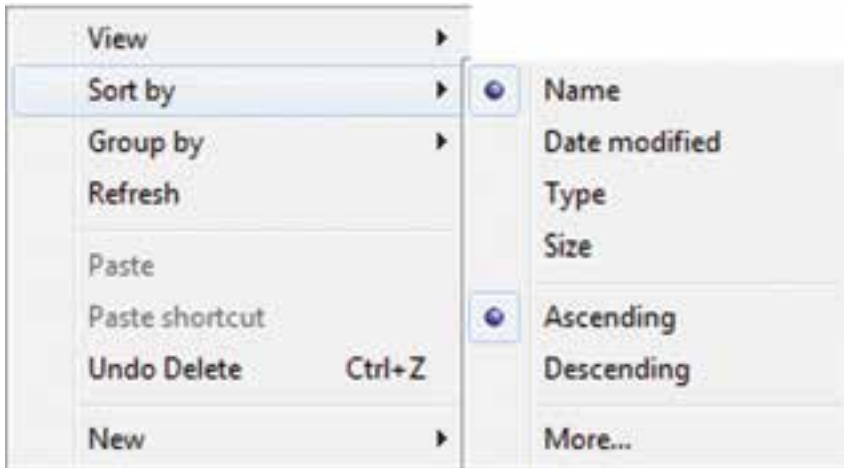 View
Sort by
Group by
Refresh
Paste
Paste shortcut
Undo Delete Ctrl+Z
New
Name
Date modified
Type
Size
Ascending
Descending
More...